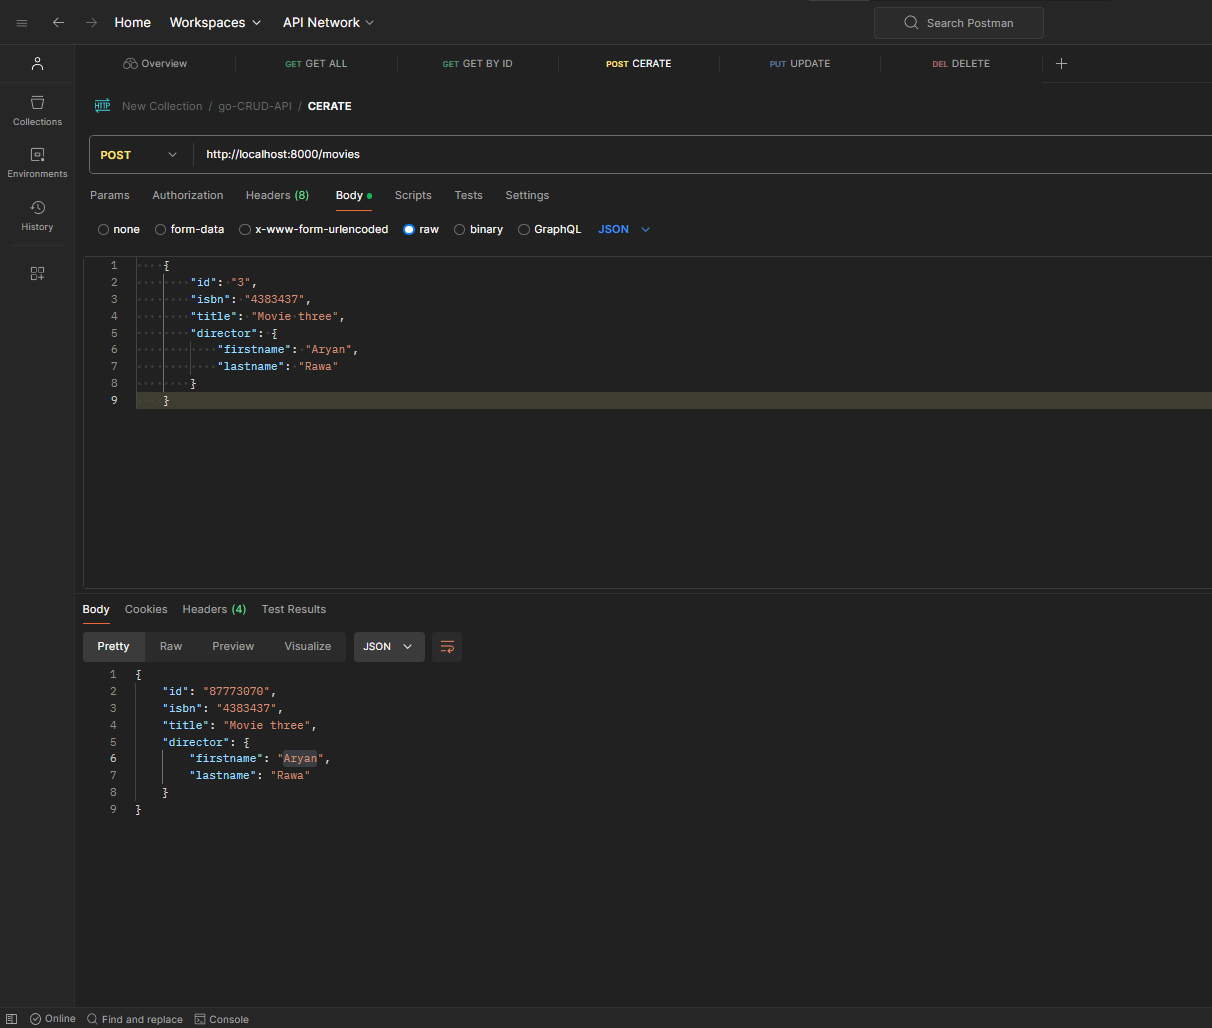 Home Workspaces API Network Search Postman
Overview GET GET ALL GET GET BY ID POST CERATE PUT UPDATE DEL DELETE
HTTP New Collection / go-CRUD-API / CERATE
Collections
Environments
History
POST http://localhost:8000/movies
Params Authorization Headers (8) Body Scripts Tests Settings
none form-data x-www-form-urlencoded raw binary GraphQL JSON
1 {
2 "id": "3",
3 "isbn": "4383437",
4 "title": "Movie three",
5 "director": {
6 "firstname": "Aryan",
7 "lastname": "Rawa"
8 }
9 }
Body Cookies Headers (4) Test Results
Pretty Raw Preview Visualize JSON
1 {
2 "id": "87773070",
3 "isbn": "4383437",
4 "title": "Movie three",
5 "director": {
6 "firstname": "Aryan",
7 "lastname": "Rawa"
8 }
9 }
Online Find and replace Console